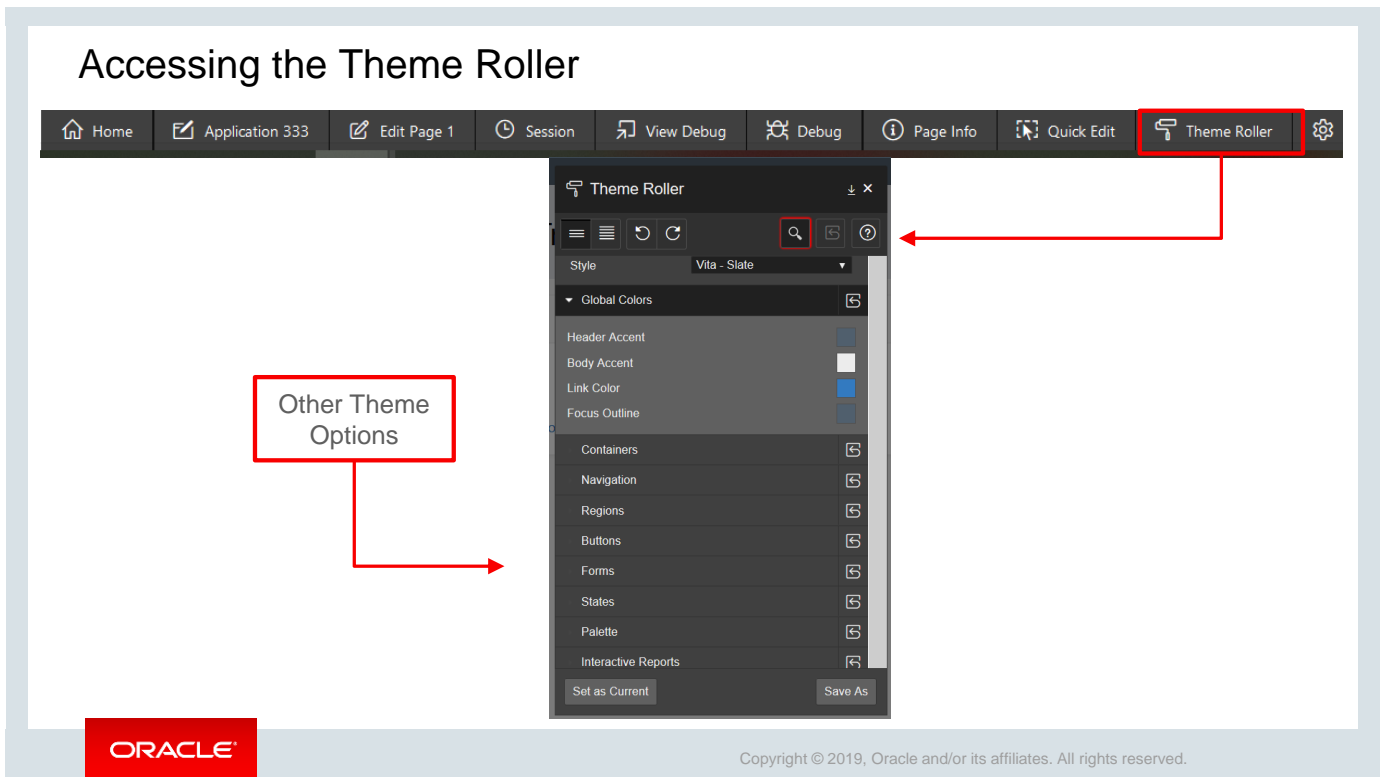 Accessing the Theme Roller
Home Application 333 Edit Page 1 Session View Debug Debug Page Info Quick Edit Theme Roller
Theme Roller
Style Vita - Slate
Global Colors
Header Accent
Body Accent
Link Color
Focus Outline
Other Theme
Options
Containers
Navigation
Regions
Buttons
Forms
States
Palette
Interactive Reports
Set as Current Save As
ORACLE®
Copyright © 2019, Oracle and/or its affiliates. All rights reserved.